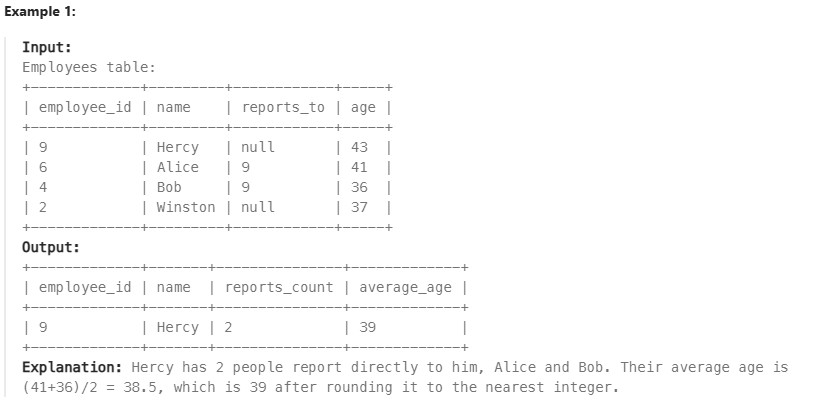 Example 1:
Input:
Employees table:
+-------------+---------+------------+-----+
| employee_id | name    | reports_to | age |
+-------------+---------+------------+-----+
| 9           | Hercy   | null       | 43  |
| 6           | Alice   | 9          | 41  |
| 4           | Bob     | 9          | 36  |
| 2           | Winston | null       | 37  |
+-------------+---------+------------+-----+
Output:
+-------------+-------+---------------+-------------+
| employee_id | name  | reports_count | average_age |
+-------------+-------+---------------+-------------+
| 9           | Hercy | 2             | 39          |
+-------------+-------+---------------+-------------+
Explanation: Hercy has 2 people report directly to him, Alice and Bob. Their average age is
(41+36)/2 = 38.5, which is 39 after rounding it to the nearest integer.